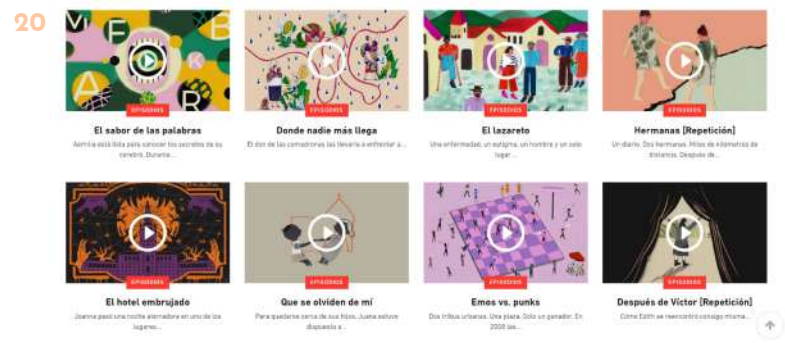 20
V F B
A K
R
EPISODIOS
EPISODIOS
EPISODIOS
EPISODIOS
El sabor de las palabras
Donde nadie más llega
El lazareto
Hermanas [Repetición]
está lista para conocer los secretos de su
cerebro. Durante...
El don de las comadronas las llevaría a enfrentar a...
Una enfermedad, un estigma, un hombre y un solo
lugar ...
Un diario. Dos hermanas. Miles de kilómetros de
distancia. Después de...
EPISODIOS
EPISODIOS
EPISODIOS
EPISODIOS
El hotel embrujado
Que se olviden de mí
Emos vs. punks
Después de Víctor [Repetición]
Joanna pasó una noche aterradora en uno de los
lugares...
Para quedarse cerca de sus hijos, Juana estuvo
dispuesta a...
Dos tribus urbanas. Una plaza. Solo un ganador. En
2008 las...
Cómo Edith se reencontró consigo misma...